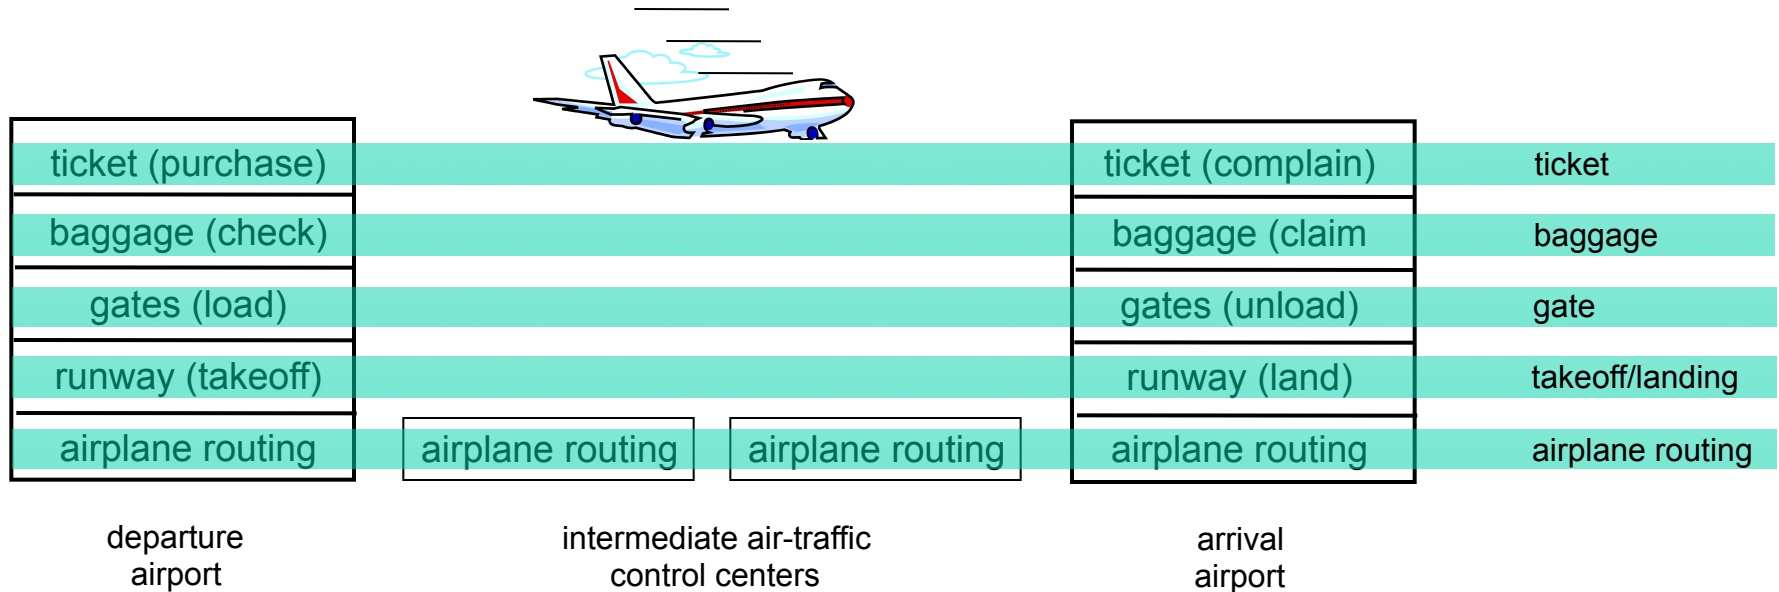 ticket (purchase) ticket (complain) ticket
baggage (check) baggage (claim baggage
gates (load) gates (unload) gate
runway (takeoff) runway (land) takeoff/landing
airplane routing airplane routing airplane routing airplane routing airplane routing
departure
airport
intermediate air-traffic
control centers
arrival
airport